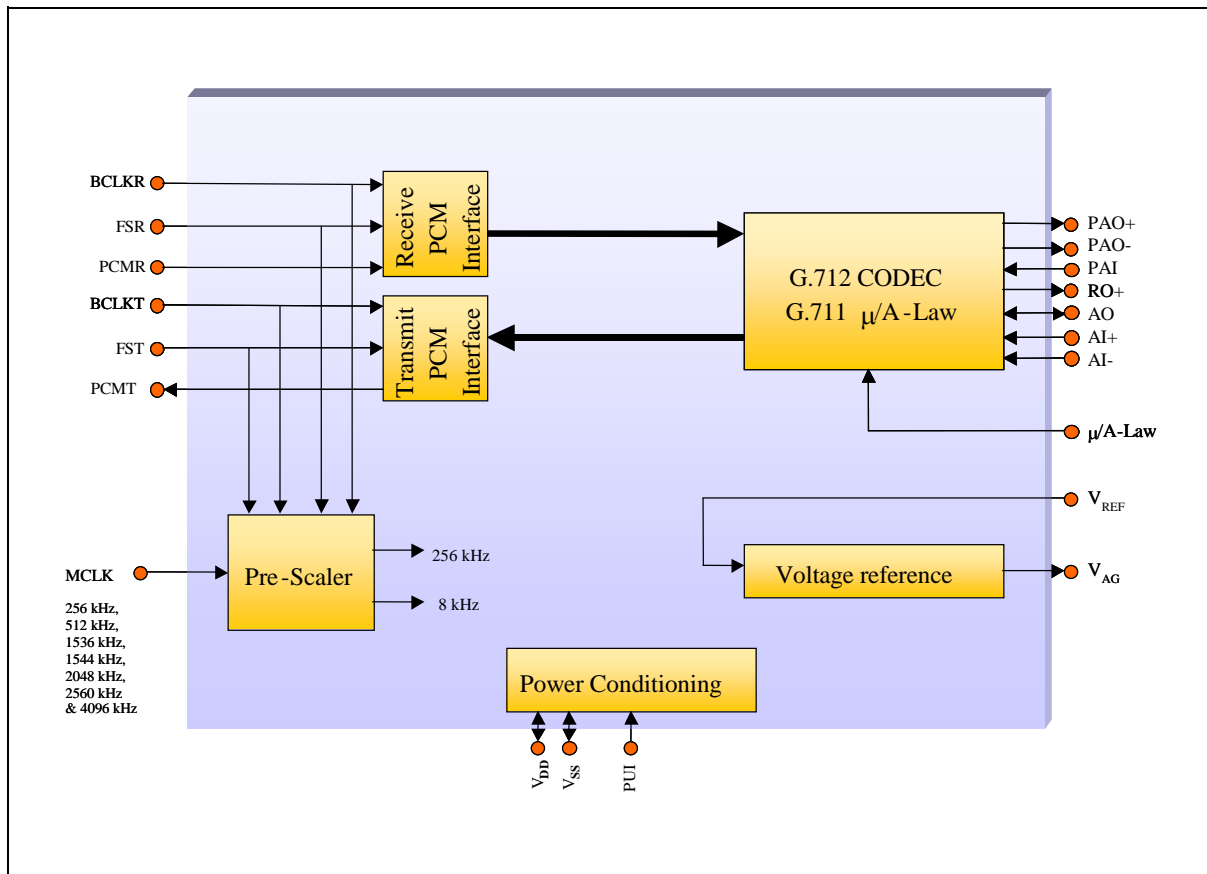 BCLKR
FSR
PCMR
BCLKT
FST
PCMT
Receive
PCM
Interface
Transmit
PCM
Interface
G.712 CODEC
G.711 μ/A-Law
PAO+
PAO-
PAI
RO+
AO
AI+
AI-
μ/A-Law
VREF
VAG
Voltage reference
MCLK
256 kHz,
512 kHz,
1536 kHz,
1544 kHz,
2048 kHz,
2560 kHz
& 4096 kHz
Pre-Scaler
256 kHz
8 kHz
Power Conditioning
VDD
VSS
PUI